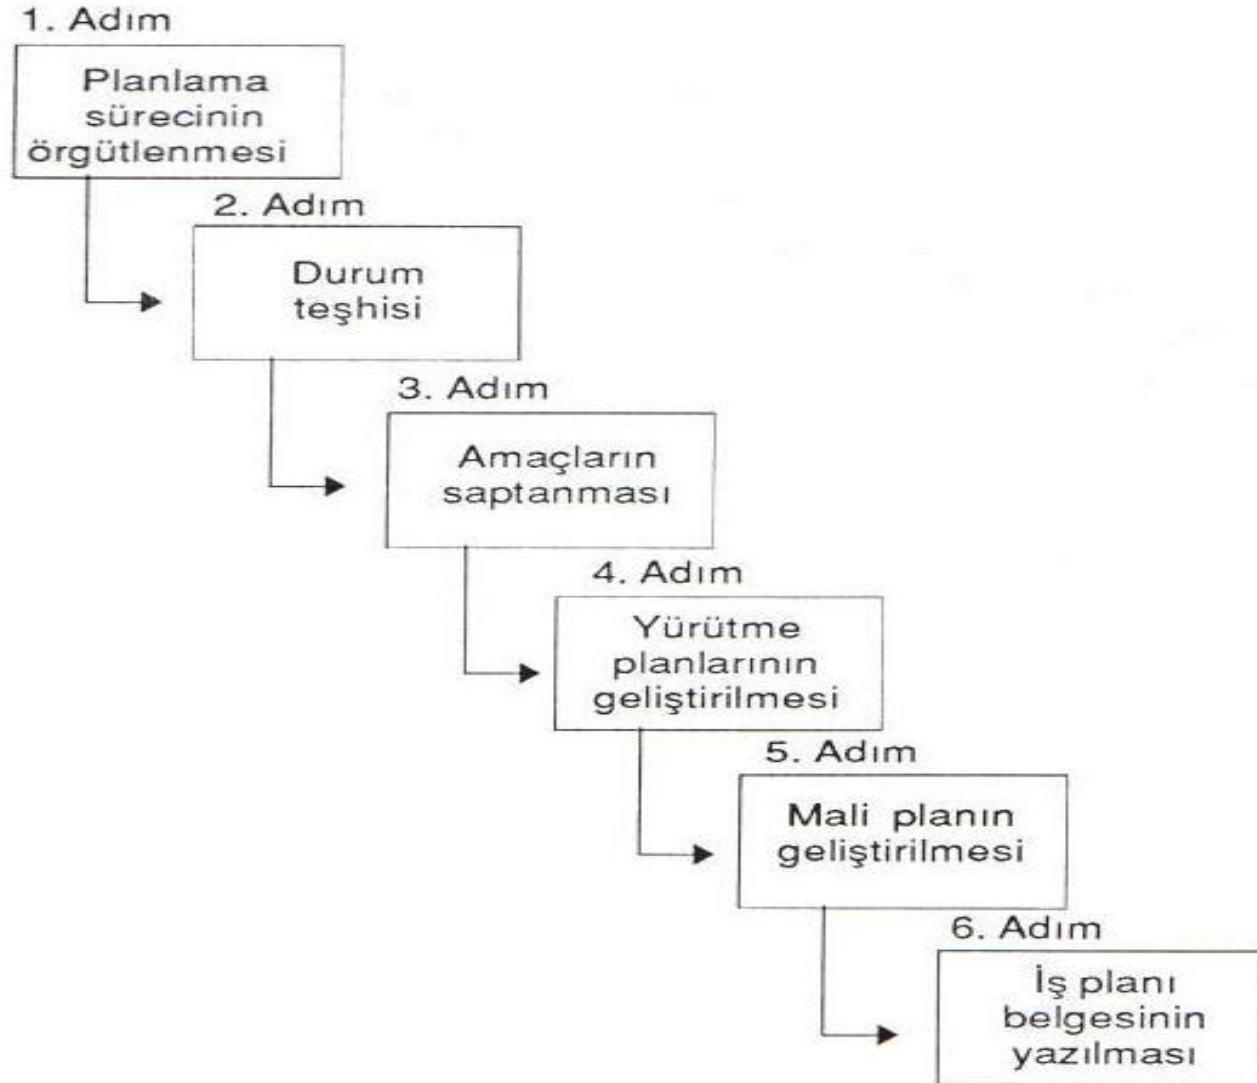 1. Adım
Planlama
sürecinin
örgütlenmesi
2. Adım
Durum
teşhisi
3. Adım
Amaçların
saptanması
4. Adım
Yürütme
planlarının
geliştirilmesi
5. Adım
Mali planın
geliştirilmesi
6. Adım
İş planı
belgesinin
yazılması